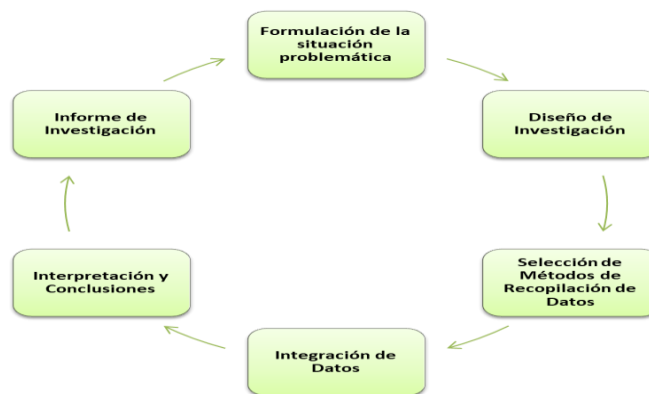 Formulación de la
situación
problemática
Diseño de
Investigación
Selección de
Métodos de
Recopilación de
Datos
Integración de
Datos
Interpretación y
Conclusiones
Informe de
Investigación